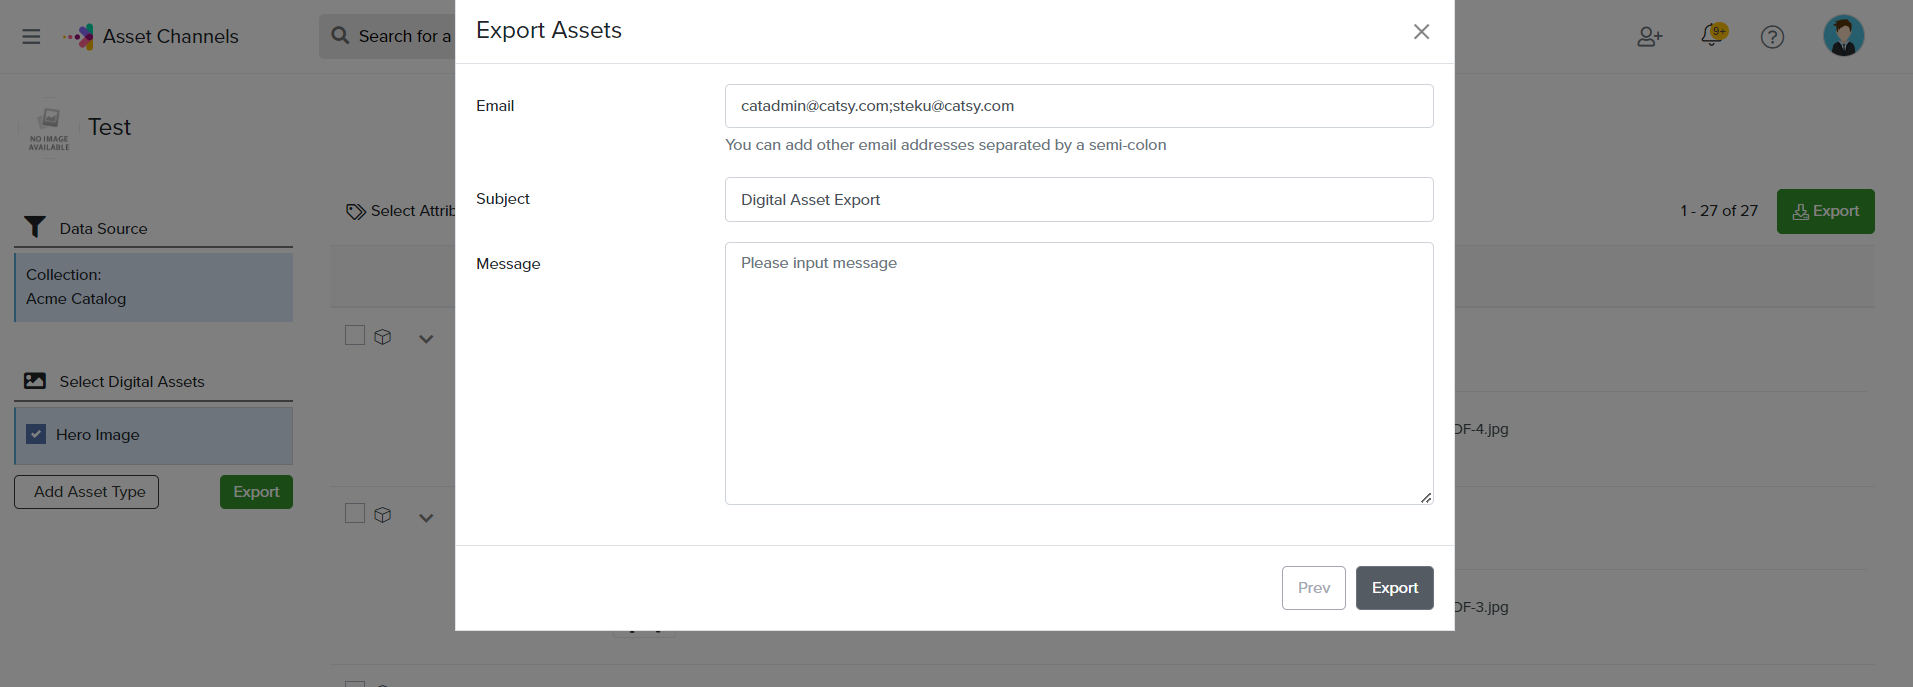 Asset Channels
Search for a
9+
?
NO IMAGE
AVAILABLE
Test
Data Source
Collection:
Acme Catalog
Select Digital Assets
Hero Image
Add Asset Type
Export
Select Attrib
1 - 27 of 27
Export
DF-4.jpg
DF-3.jpg
Export Assets
Email
catadmin@catsy.com;steku@catsy.com
You can add other email addresses separated by a semi-colon
Subject
Digital Asset Export
Message
Please input message
Prev
Export